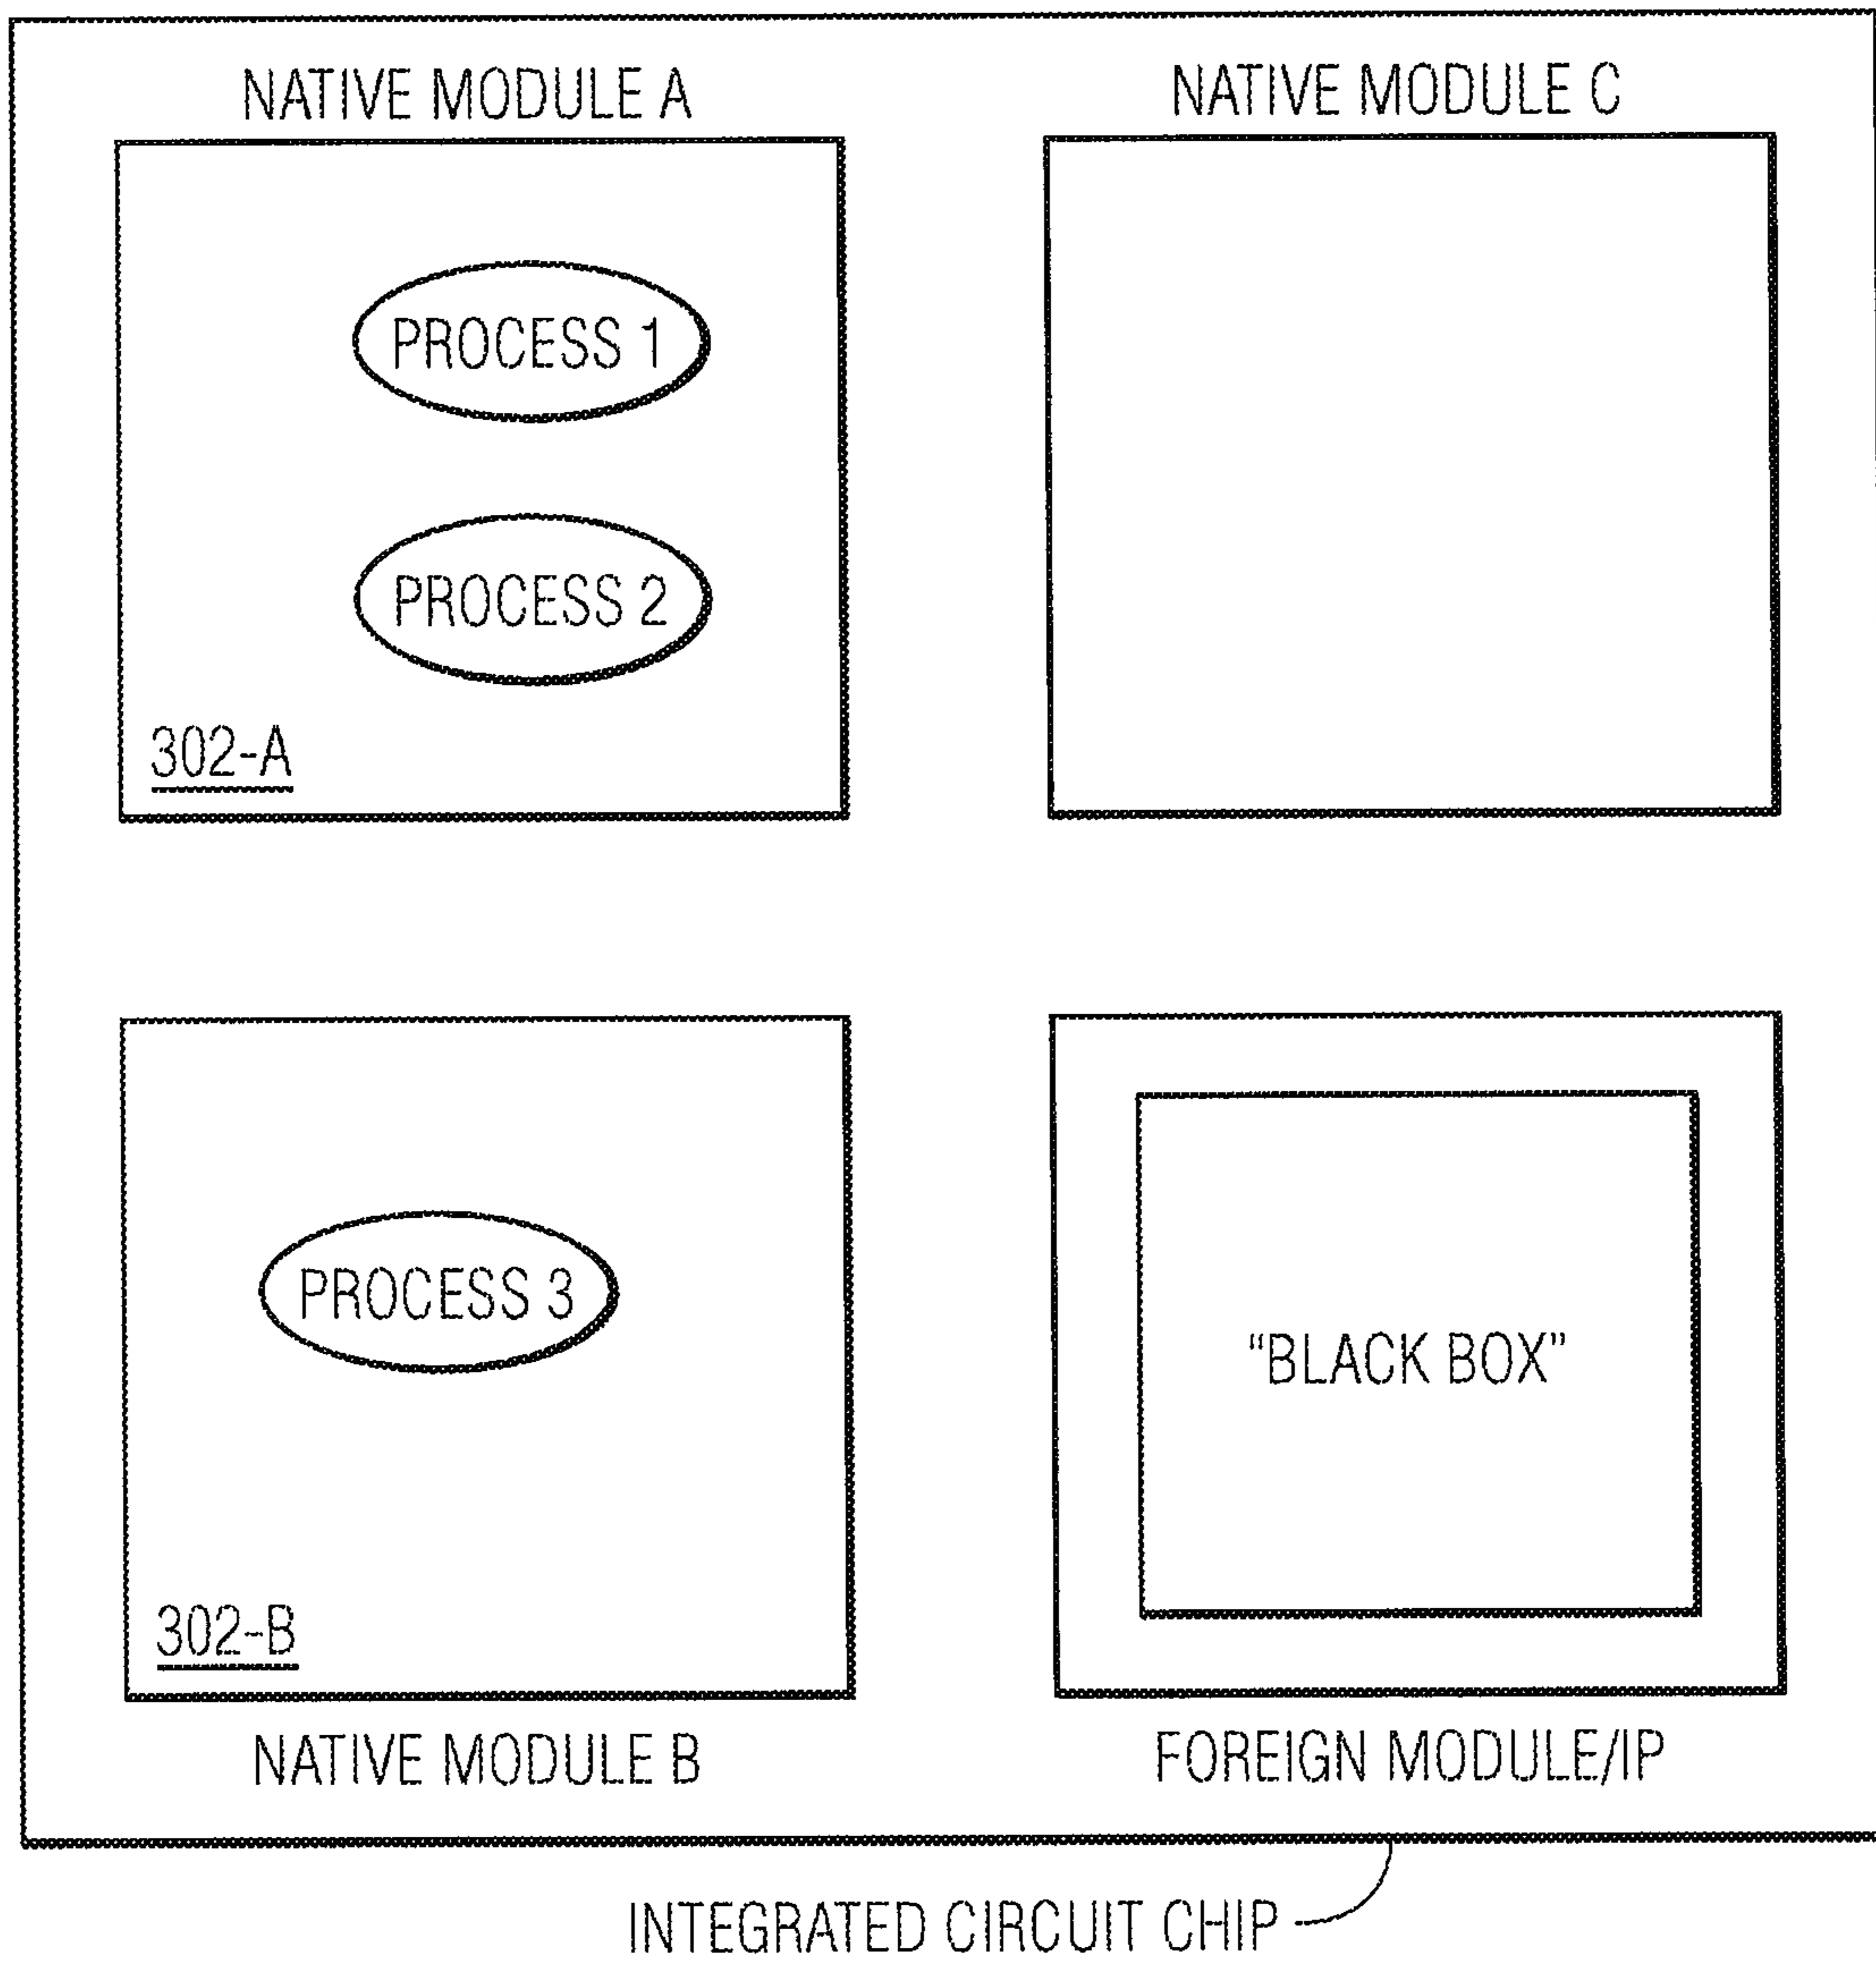 NATIVE MODULE A
NATIVE MODULE C
PROCESS 1
PROCESS 2
302-A
PROCESS 3
"BLACK BOX"
302-B
NATIVE MODULE B
FOREIGN MODULE/IP
INTEGRATED CIRCUIT CHIP